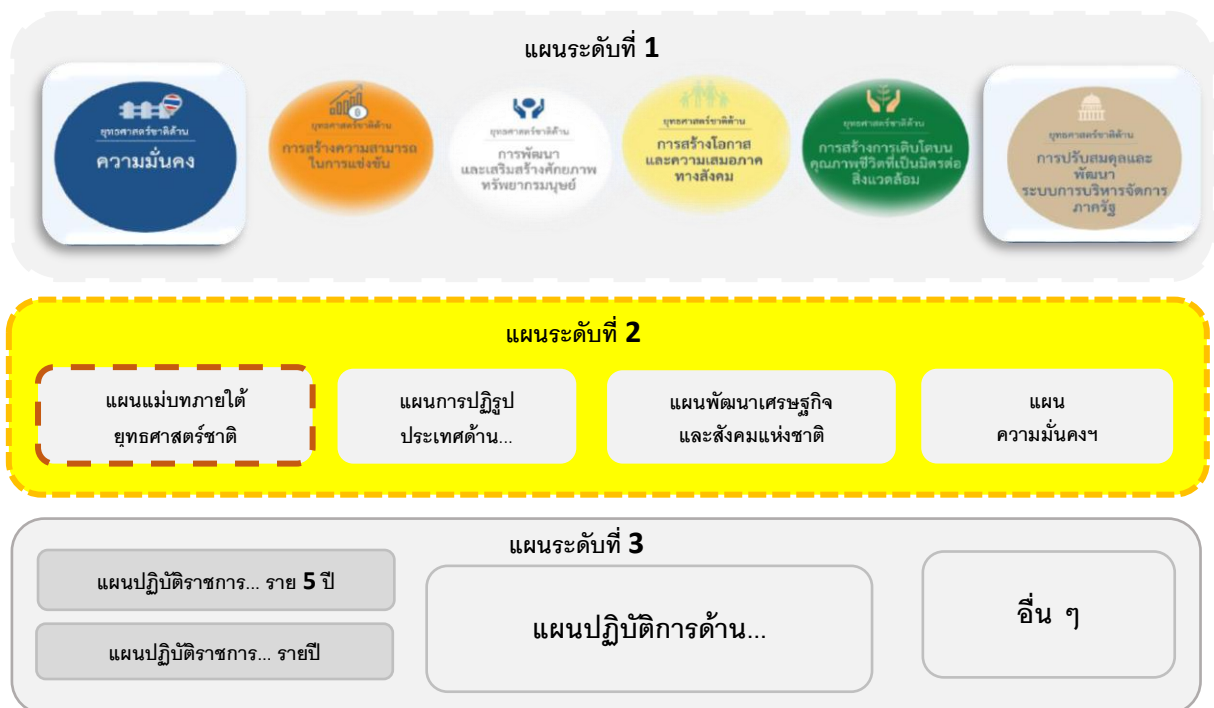 แผนระดับที่ 1
ยุทธศาสตร์ชาติด้าน
ความมั่นคง
ยุทธศาสตร์ชาติด้าน
การสร้างความสามารถ
ในการแข่งขัน
ยุทธศาสตร์ชาติด้าน
การพัฒนา
และเสริมสร้างศักยภาพ
ทรัพยากรมนุษย์
ยุทธศาสตร์ชาติด้าน
การสร้างโอกาส
และความเสมอภาค
ทางสังคม
ยุทธศาสตร์ชาติด้าน
การสร้างการเติบโตบน
คุณภาพชีวิตที่เป็นมิตรต่อ
สิ่งแวดล้อม
ยุทธศาสตร์ชาติด้าน
การปรับสมดุลและ
พัฒนา
ระบบการบริหารจัดการ
ภาครัฐ
แผนระดับที่ 2
แผนแม่บทภายใต้
ยุทธศาสตร์ชาติ
แผนการปฏิรูป
ประเทศด้าน...
แผนพัฒนาเศรษฐกิจ
และสังคมแห่งชาติ
แผน
ความมั่นคงฯ
แผนระดับที่ 3
แผนปฏิบัติราชการ... ราย 5 ปี
แผนปฏิบัติราชการ... รายปี
แผนปฏิบัติการด้าน...
อื่น ๆ